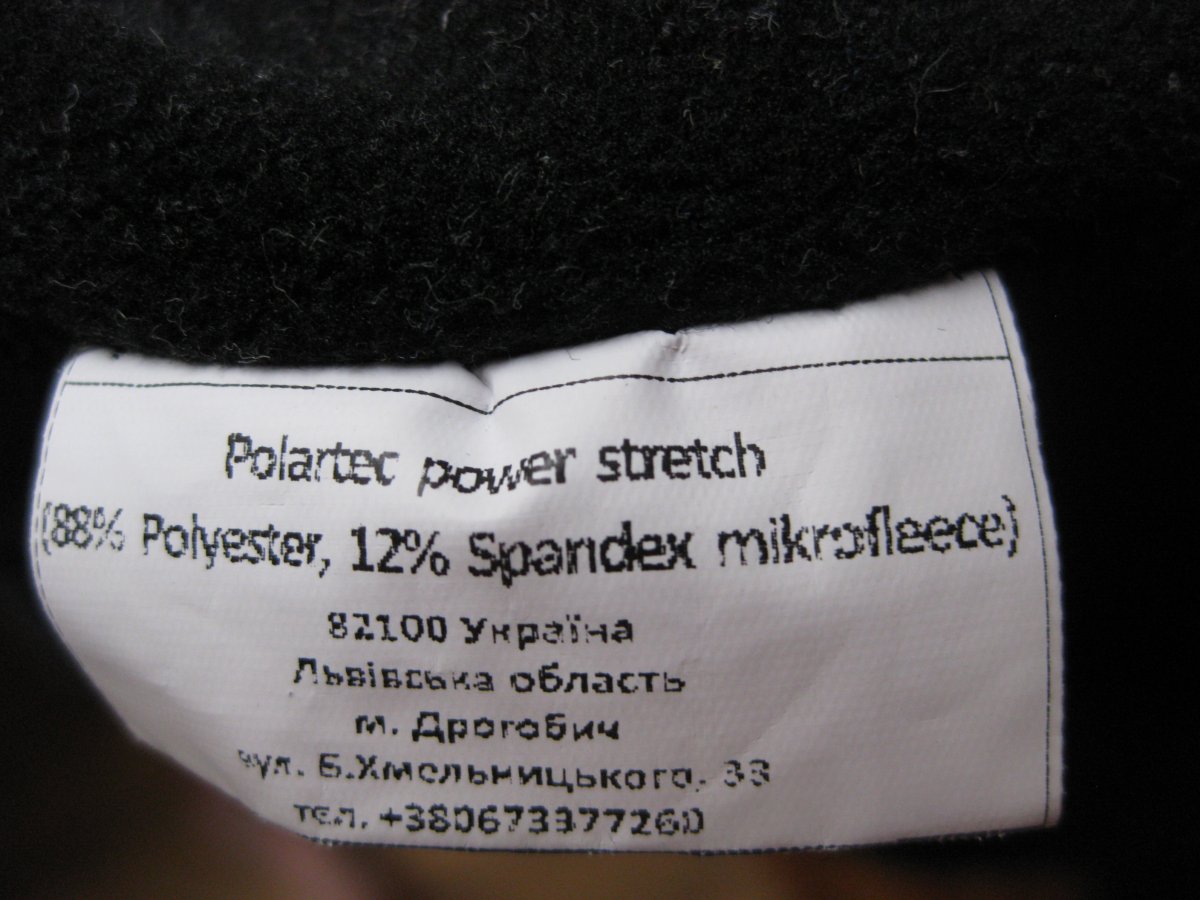 Polartec power stretch
(88% Polyester, 12% Spandex mikrofleece)
82100 Україна
Львівська область
м. Дрогобич
вул. Б.Хмельницького, 33
тел. +380673377260